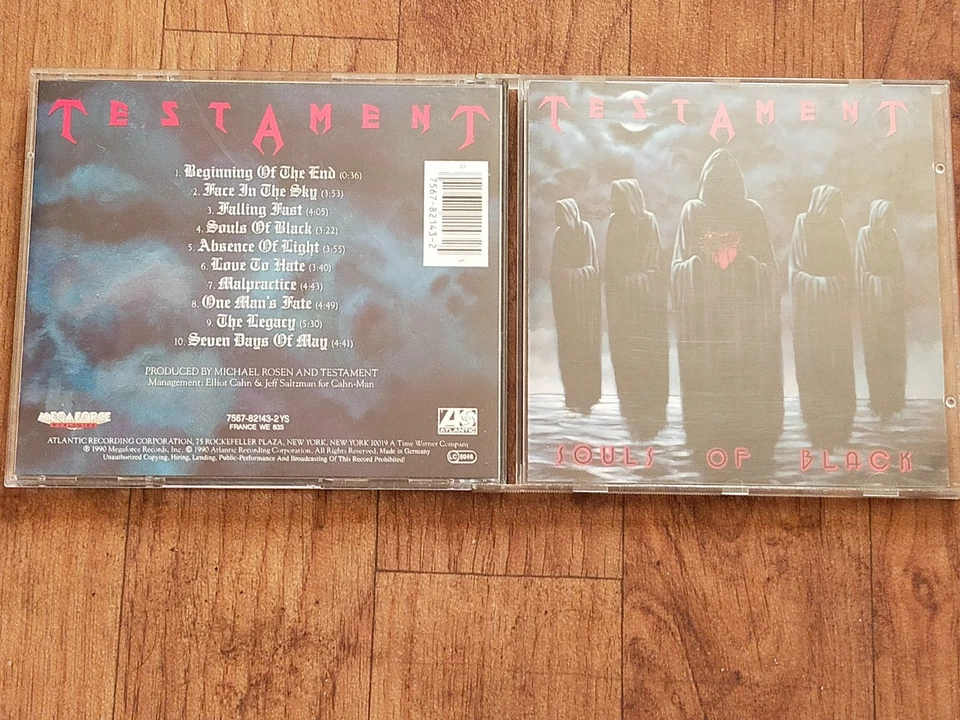 TESTAMENT
1. Beginning Of The End (0:36)
2. Face In The Sky (3:53)
3. Falling Fast (4:05)
4. Souls Of Black (3:22)
5. Absence Of Light (3:55)
6. Love To Hate (3:40)
7. Malpractice (4:43)
8. One Man's Fate (4:49)
9. The Legacy (5:30)
10. Seven Days Of May (4:41)
7567-82143-2
PRODUCED BY MICHAEL ROSEN AND TESTAMENT
Management: Elliot Cahn & Jeff Saltzman for Cahn-Man
MEGAFORCE
7567-82143-2 YS
FRANCE WE 835
ATLANTIC
ATLANTIC RECORDING CORPORATION, 75 ROCKEFELLER PLAZA, NEW YORK, NEW YORK 10019 A Time Warner Company
℗ 1990 Megaforce Records, Inc. © 1990 Atlantic Recording Corporation. All Rights Reserved. Made in Germany
Unauthorized Copying, Hiring, Lending, Public-Performance And Broadcasting Of This Record Prohibited!
LC
TESTAMENT
SOULS OF BLACK